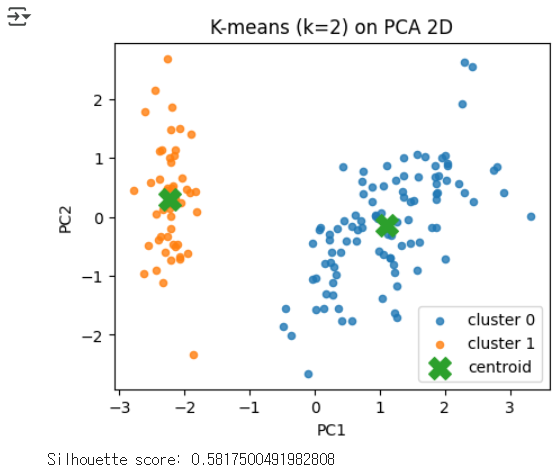 K-means (k=2) on PCA 2D
2
1
0
−1
−2
PC2
cluster 0
cluster 1
centroid
−3 −2 −1 0 1 2 3
PC1
Silhouette score: 0.5817500491982808